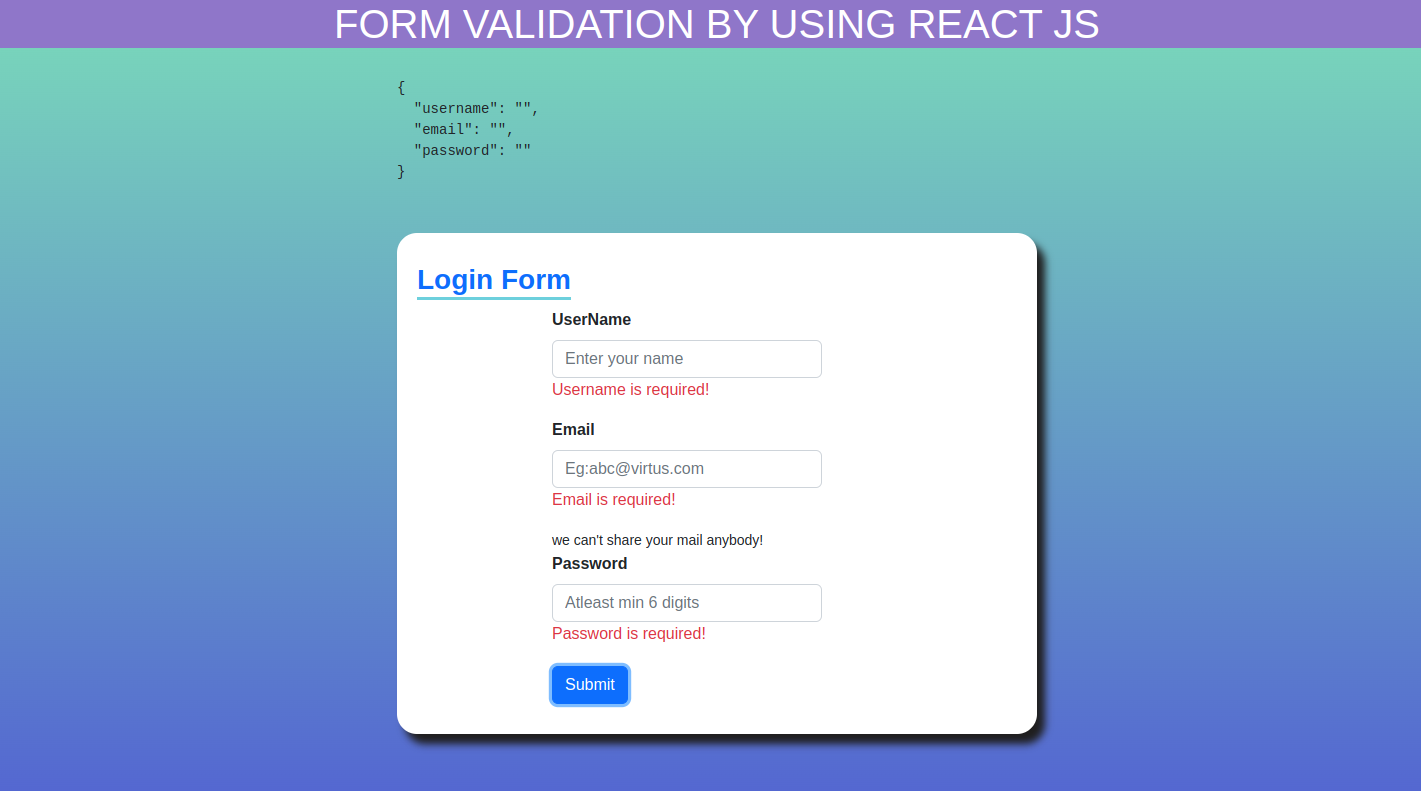 FORM VALIDATION BY USING REACT JS
{
  "username": "",
  "email": "",
  "password": ""
}
Login Form
UserName
Enter your name
Username is required!
Email
Eg:abc@virtus.com
Email is required!
we can't share your mail anybody!
Password
Atleast min 6 digits
Password is required!
Submit